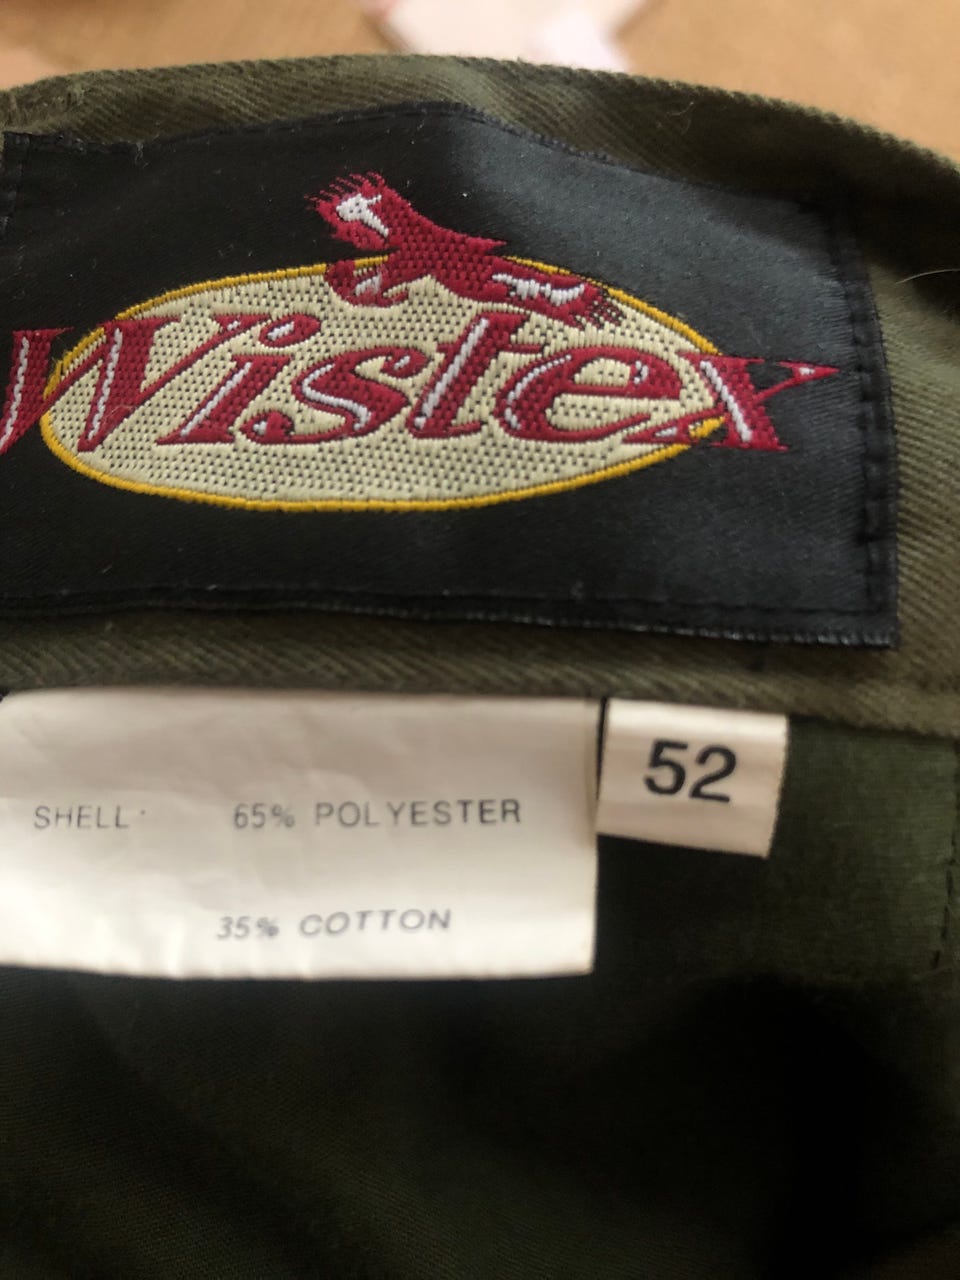 Wistex
52
SHELL: 65% POLYESTER
35% COTTON